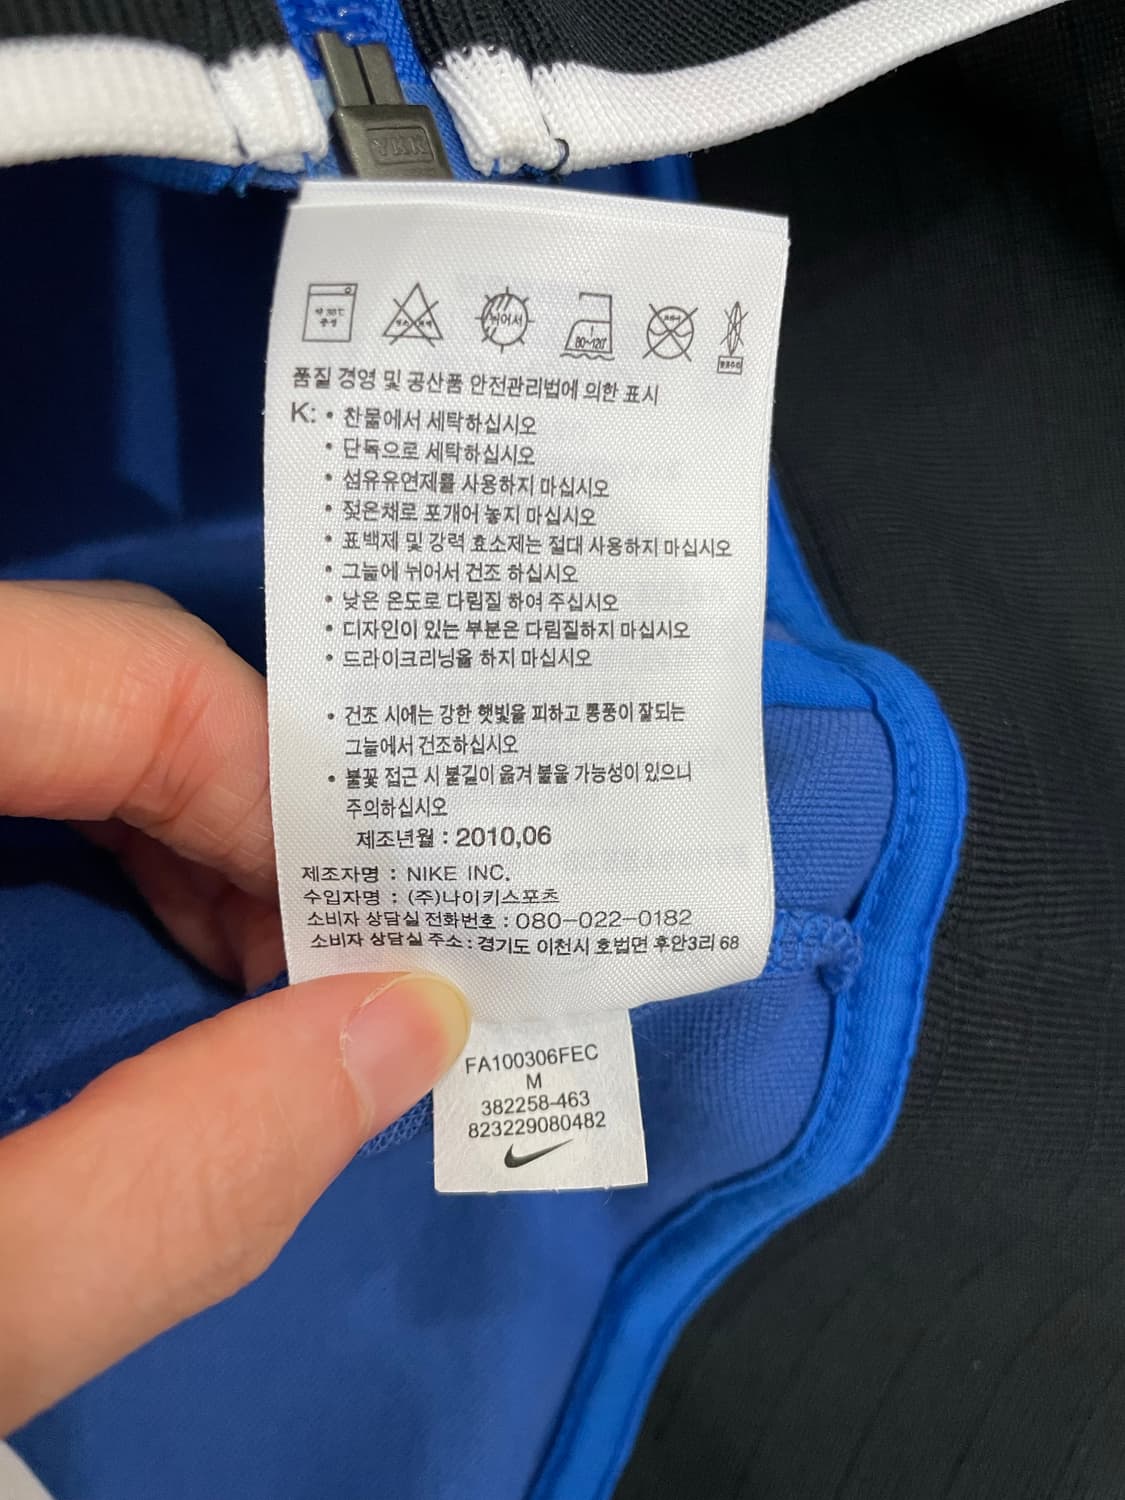 YKK
약 30℃
중성
뉘어서
80~120
드라이
품질 경영 및 공산품 안전관리법에 의한 표시
K: • 찬물에서 세탁하십시오
• 단독으로 세탁하십시오
• 섬유유연제를 사용하지 마십시오
• 젖은채로 포개어 놓지 마십시오
• 표백제 및 강력 효소제는 절대 사용하지 마십시오
• 그늘에 뉘어서 건조 하십시오
• 낮은 온도로 다림질 하여 주십시오
• 디자인이 있는 부분은 다림질하지 마십시오
• 드라이크리닝을 하지 마십시오
• 건조 시에는 강한 햇빛을 피하고 통풍이 잘되는
그늘에서 건조하십시오
• 불꽃 접근 시 불길이 옮겨 붙을 가능성이 있으니
주의하십시오
제조년월 : 2010,06
제조자명 : NIKE INC.
수입자명 : (주)나이키스포츠
소비자 상담실 전화번호 : 080-022-0182
소비자 상담실 주소 : 경기도 이천시 호법면 후안3리 68
FA100306FEC
M
382258-463
823229080482